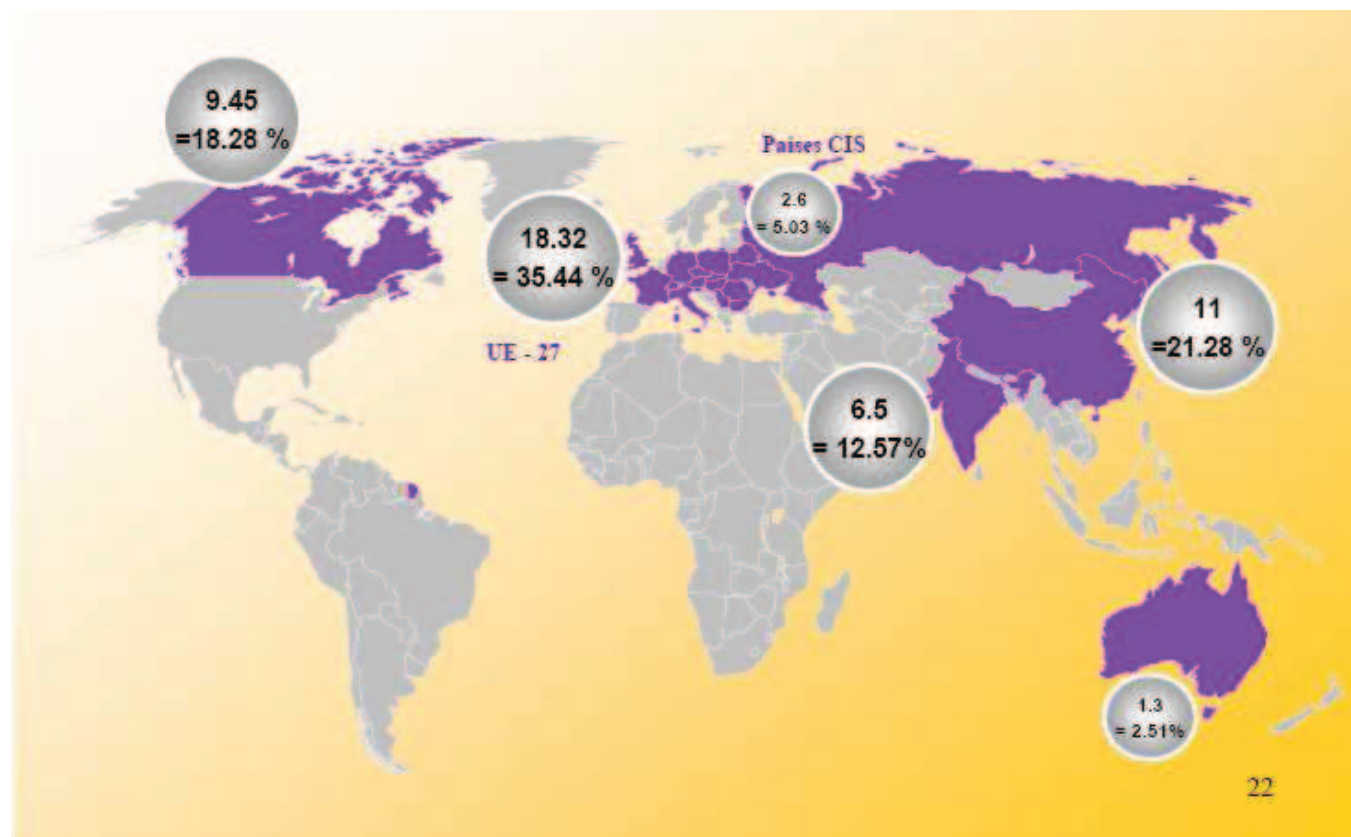 9.45
=18.28 %
Paises CIS
2.6
= 5.03 %
18.32
= 35.44 %
UE - 27
11
=21.28 %
6.5
= 12.57%
1.3
= 2.51%
22